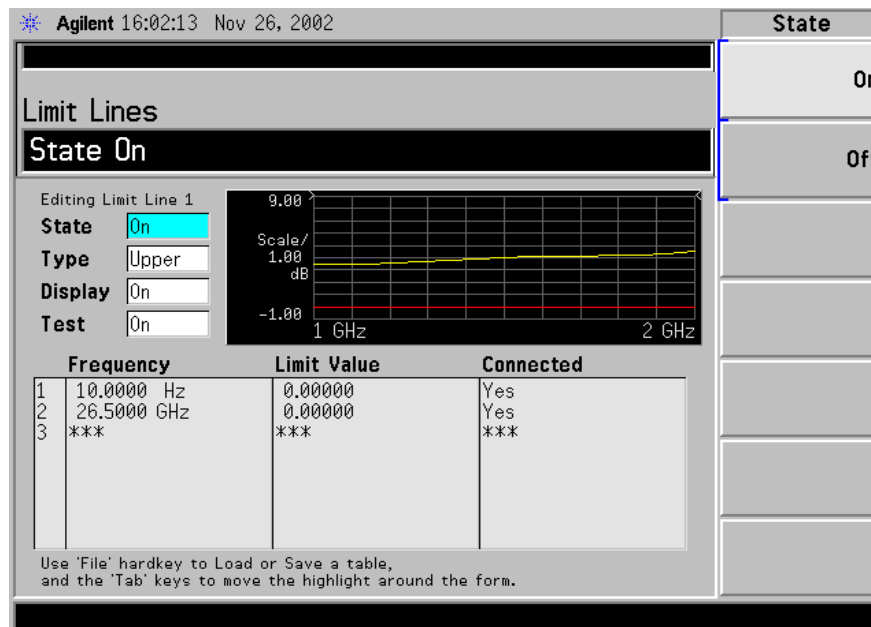 Agilent 16:02:13 Nov 26, 2002
State
Limit Lines
State On
Editing Limit Line 1
State On
Type Upper
Display On
Test On
9.00
Scale/
1.00
dB
-1.00
1 GHz 2 GHz
Frequency Limit Value Connected
1 10.0000 Hz 0.00000 Yes
2 26.5000 GHz 0.00000 Yes
3 *** *** ***
Use 'File' hardkey to Load or Save a table,
and the 'Tab' keys to move the highlight around the form.